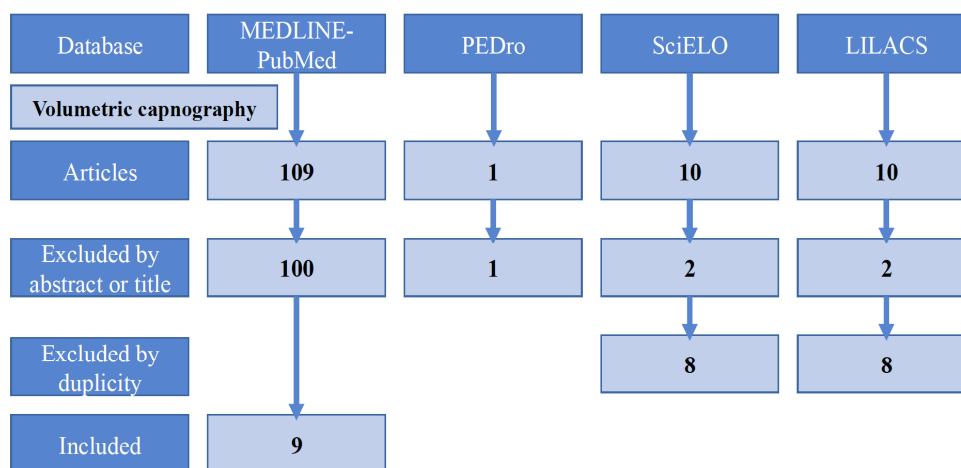 Database
MEDLINE-
PubMed
PEDro
SciELO
LILACS
Volumetric capnography
Articles
109
1
10
10
Excluded by
abstract or title
100
1
2
2
Excluded by
duplicity
8
8
Included
9